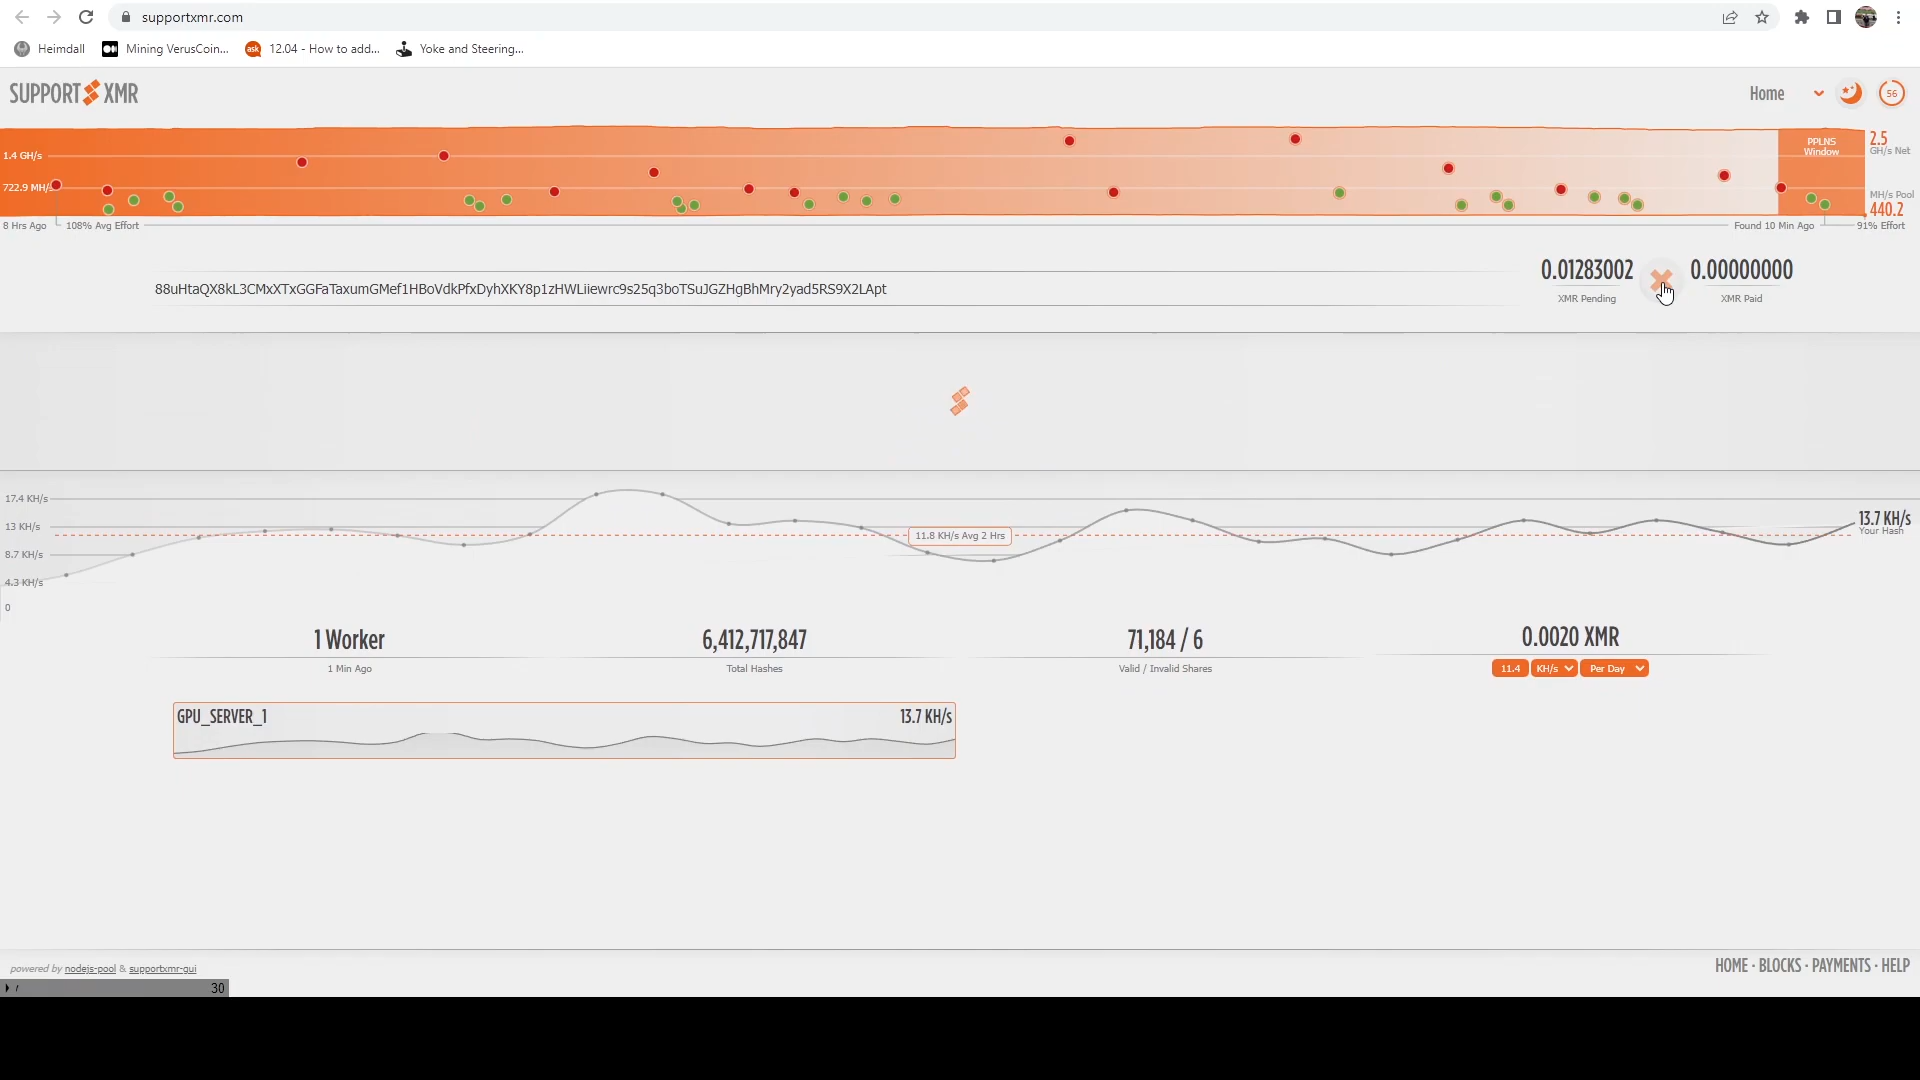 supportxmr.com
Heimdall
Mining VerusCoin...
12.04 - How to add...
Yoke and Steering...
SUPPORT XMR
Home
56
1.4 GH/s
722.9 MH/s
PPLNS
Window
2.5
GH/s Net
MH/s Pool
440.2
8 Hrs Ago
108% Avg Effort
Found 10 Min Ago
91% Effort
88uHtaQX8kL3CMxXTxGGFaTaxumGMef1HBoVdkPfxDyhXKY8p1zHWLiiewrc9s25q3boTSuJGZHgBhMry2yad5RS9X2LApt
0.01283002
XMR Pending
0.00000000
XMR Paid
17.4 KH/s
13 KH/s
8.7 KH/s
4.3 KH/s
0
11.8 KH/s Avg 2 Hrs
13.7 KH/s
Your Hash
1 Worker
1 Min Ago
6,412,717,847
Total Hashes
71,184 / 6
Valid / Invalid Shares
0.0020 XMR
11.4 KH/s Per Day
GPU_SERVER_1
13.7 KH/s
powered by nodejs-pool & supportxmr-gui
HOME · BLOCKS · PAYMENTS · HELP
30